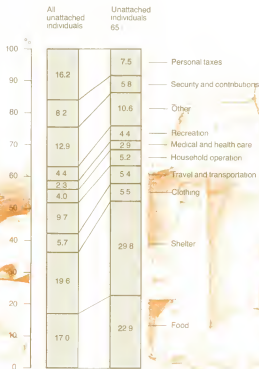 All unattached individuals
Unattached individuals 65+
100
90
80
70
60
50
40
30
20
10
0
16.2
8.2
12.9
4.4
2.3
4.0
9.7
5.7
19.6
17.0
7.5
5.8
10.6
4.4
2.9
5.2
5.4
5.5
29.8
22.9
Personal taxes
Security and contributions
Other
Recreation
Medical and health care
Household operation
Travel and transportation
Clothing
Shelter
Food